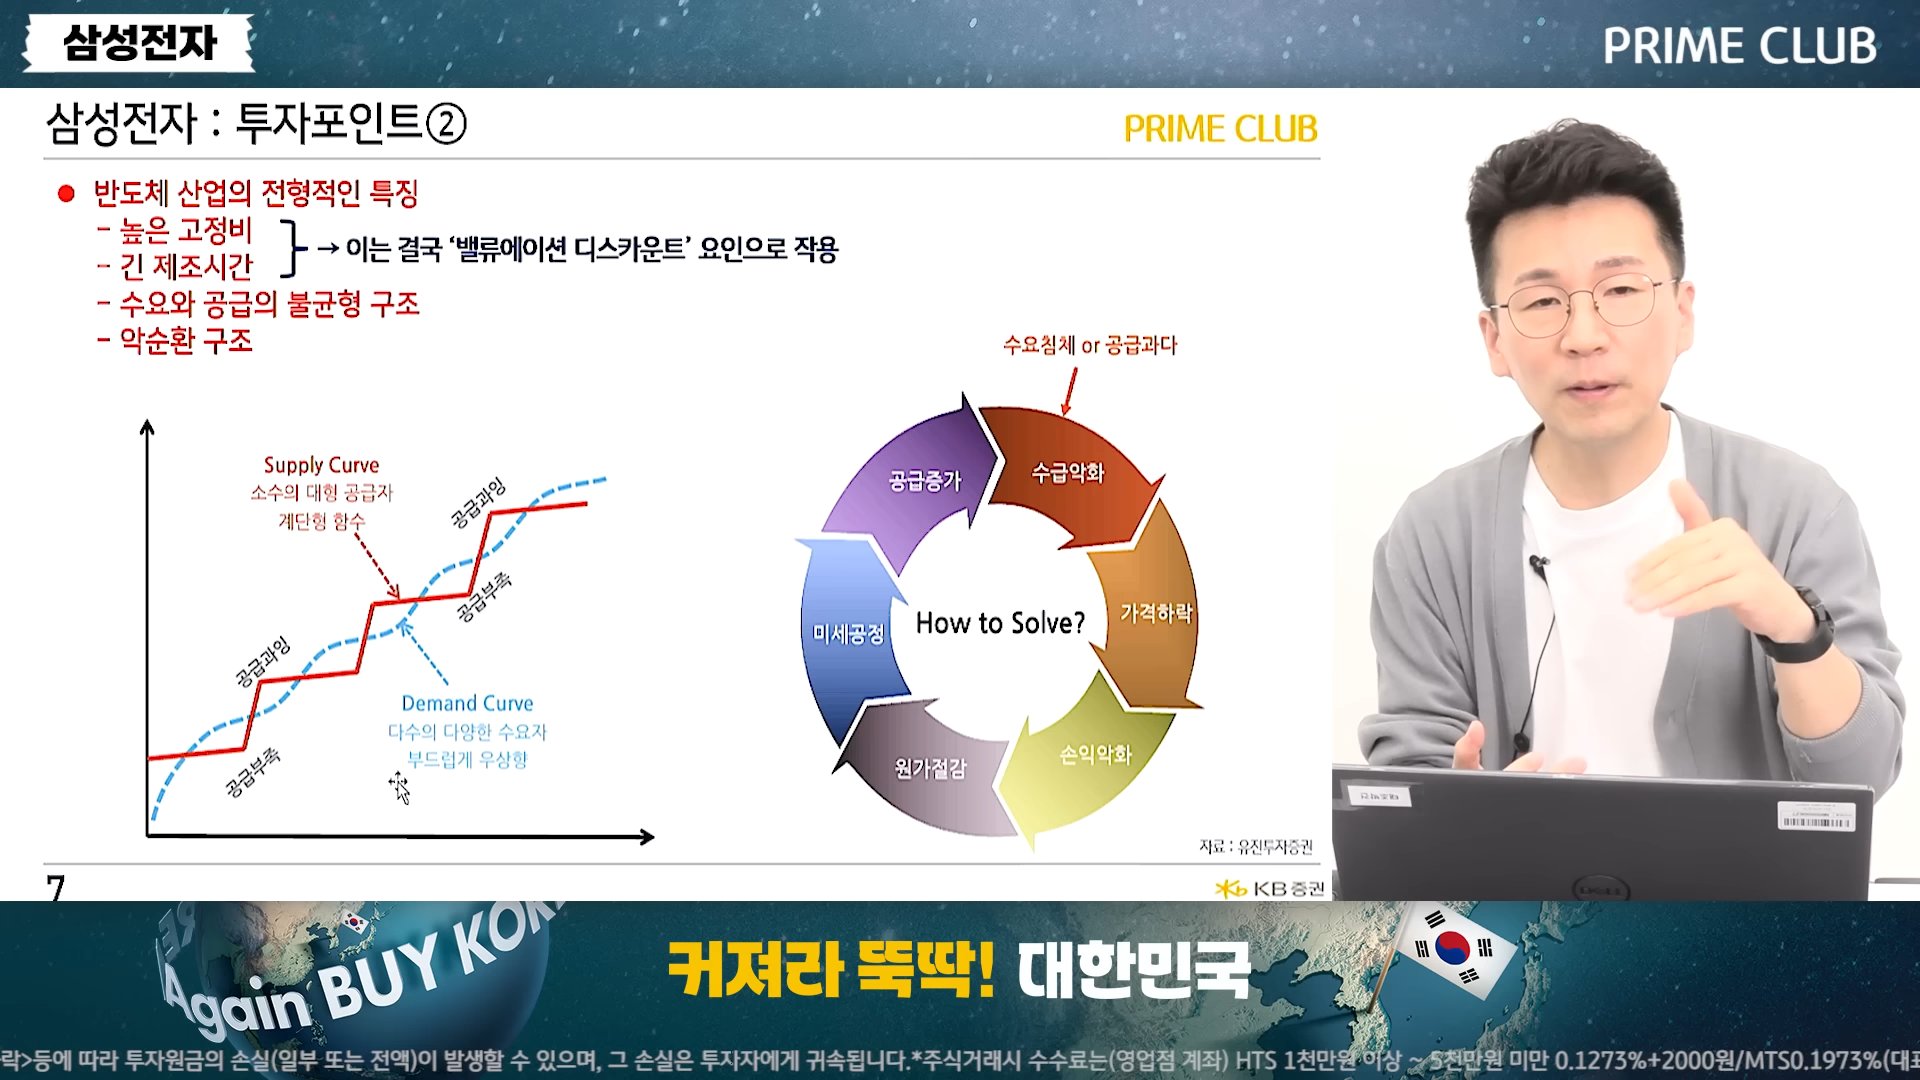 삼성전자
PRIME CLUB
삼성전자 : 투자포인트②
PRIME CLUB
● 반도체 산업의 전형적인 특징
- 높은 고정비
- 긴 제조시간
→ 이는 결국 ‘밸류에이션 디스카운트’ 요인으로 작용
- 수요와 공급의 불균형 구조
- 악순환 구조
Supply Curve
소수의 대형 공급자
계단형 함수
공급과잉
공급부족
공급과잉
공급부족
Demand Curve
다수의 다양한 수요자
부드럽게 우상향
수요침체 or 공급과다
공급증가
수급악화
가격하락
손익악화
원가절감
미세공정
How to Solve?
자료 : 유진투자증권
7
KB증권
Again BUY KOR
커져라 뚝딱! 대한민국
락>등에 따라 투자원금의 손실(일부 또는 전액)이 발생할 수 있으며, 그 손실은 투자자에게 귀속됩니다.*주식거래시 수수료는(영업점 계좌) HTS 1천만원 이상 ~ 5천만원 미만 0.1273%+2000원/MTS0.1973%(대표